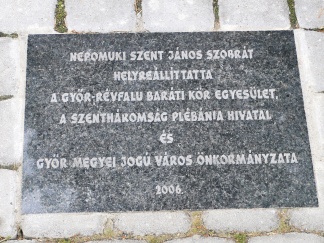 NEPOMUKI SZENT JÁNOS SZOBRÁT
HELYREÁLLÍTTATTA
A GYŐR-RÉVFALU BARÁTI KÖR EGYESÜLET,
A SZENTHÁROMSÁG PLÉBÁNIA HIVATAL
ÉS
GYŐR MEGYEI JOGÚ VÁROS ÖNKORMÁNYZATA
2006.